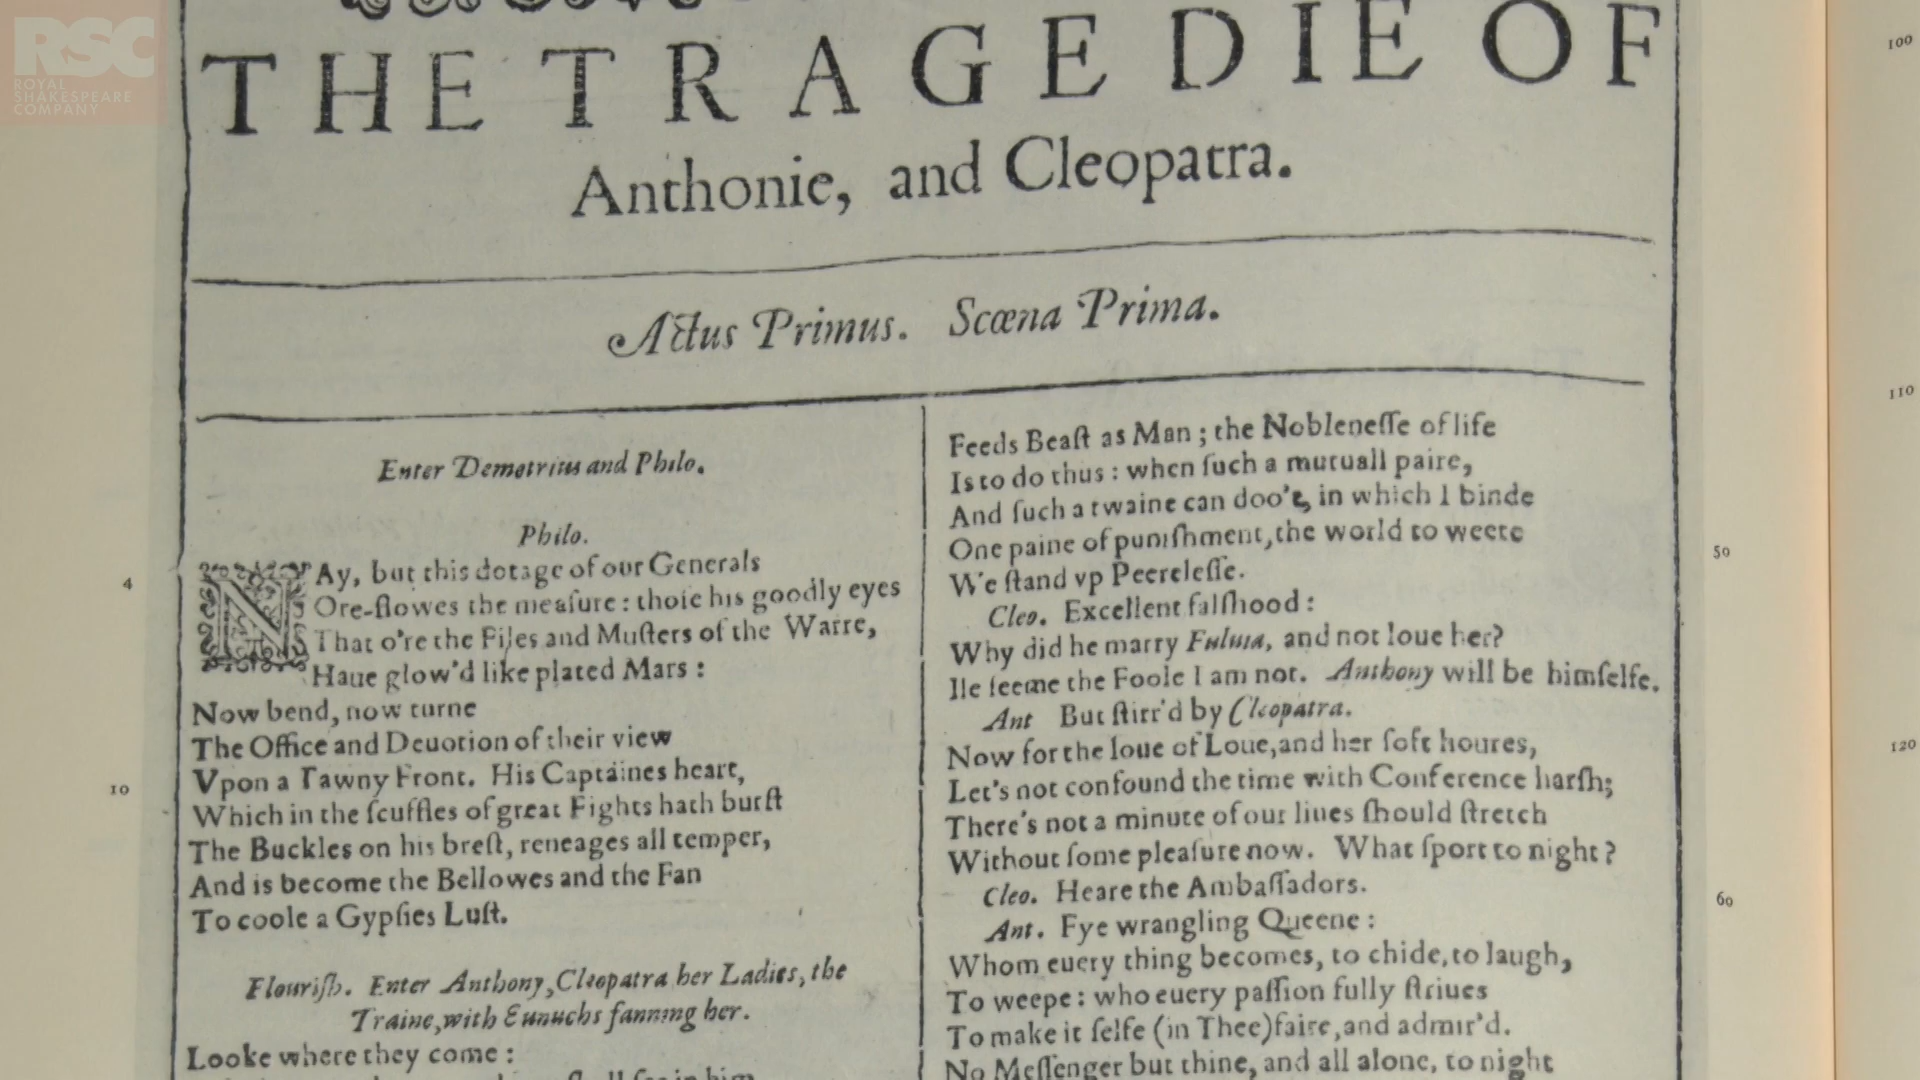 RSC
ROYAL
SHAKESPEARE
COMPANY
THE TRAGEDIE OF
Anthonie, and Cleopatra.
Actus Primus. Scœna Prima.
Enter Demetrius and Philo.
Philo.
NAy, but this dotage of our Generals
Ore-flowes the meaſure: thoſe his goodly eyes
That o're the Files and Muſters of the Warre,
Haue glow'd like plated Mars:
Now bend, now turne
The Office and Deuotion of their view
Vpon a Tawny Front. His Captaines heart,
Which in the ſcuffles of great Fights hath burſt
The Buckles on his breſt, reneages all temper,
And is become the Bellowes and the Fan
To coole a Gypſies Luſt.
Flouriſh. Enter Anthony, Cleopatra her Ladies, the
Traine, with Eunuchs fanning her.
Looke where they come:
4
10
Feeds Beaſt as Man; the Nobleneſſe of life
Is to do thus: when ſuch a mutuall paire,
And ſuch a twaine can doo't, in which I binde
One paine of puniſhment, the world to weete
We ſtand vp Peereleſſe.
Cleo. Excellent falſhood:
Why did he marry Fuluia, and not loue her?
Ile ſeeme the Foole I am not. Anthony will be himſelfe.
Ant But ſtirr'd by Cleopatra.
Now for the loue of Loue, and her ſoft houres,
Let's not confound the time with Conference harſh;
There's not a minute of our liues ſhould ſtretch
Without ſome pleaſure now. What ſport to night?
Cleo. Heare the Ambaſſadors.
Ant. Fye wrangling Queene:
Whom euery thing becomes, to chide, to laugh,
To weepe: who euery paſſion fully ſtriues
To make it ſelfe (in Thee) faire, and admir'd.
No Meſſenger but thine, and all alone, to night
50
60
100
110
120